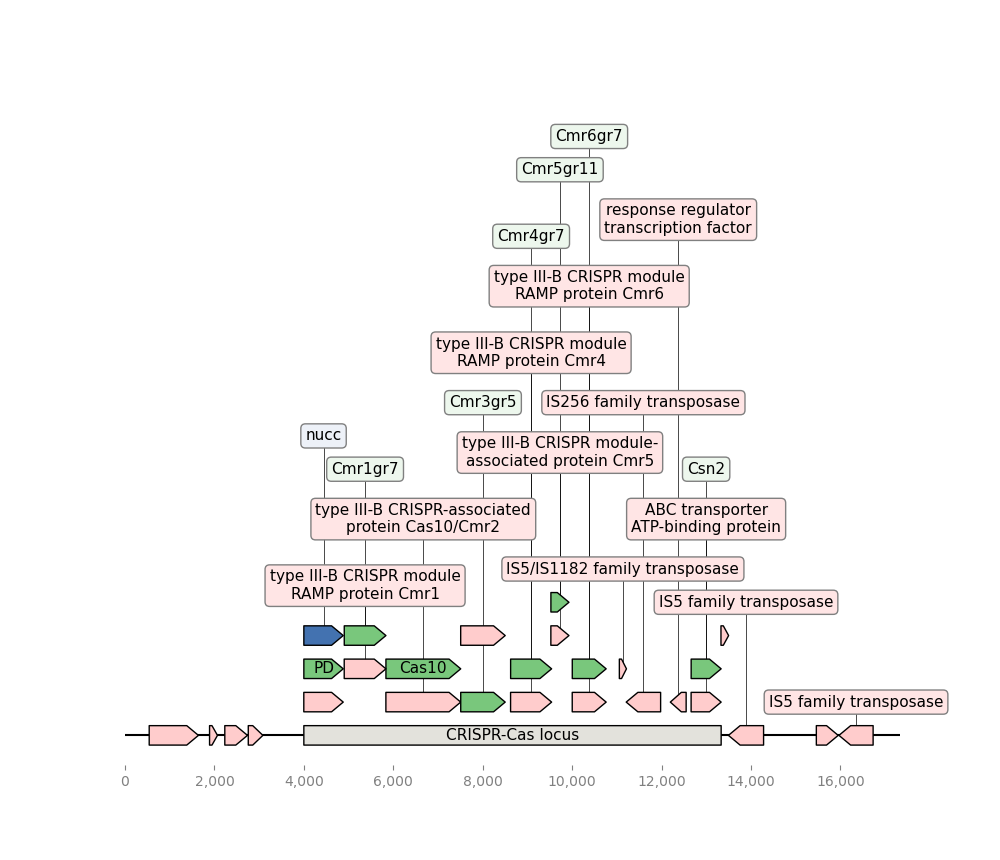 Cmr6gr7
Cmr5gr11
response regulator
transcription factor
Cmr4gr7
type III-B CRISPR module
RAMP protein Cmr6
type III-B CRISPR module
RAMP protein Cmr4
Cmr3gr5
IS256 family transposase
nucc
type III-B CRISPR module-
associated protein Cmr5
Cmr1gr7
Csn2
type III-B CRISPR-associated
protein Cas10/Cmr2
ABC transporter
ATP-binding protein
IS5/IS1182 family transposase
type III-B CRISPR module
RAMP protein Cmr1
IS5 family transposase
PD
Cas10
IS5 family transposase
CRISPR-Cas locus
0
2,000
4,000
6,000
8,000
10,000
12,000
14,000
16,000